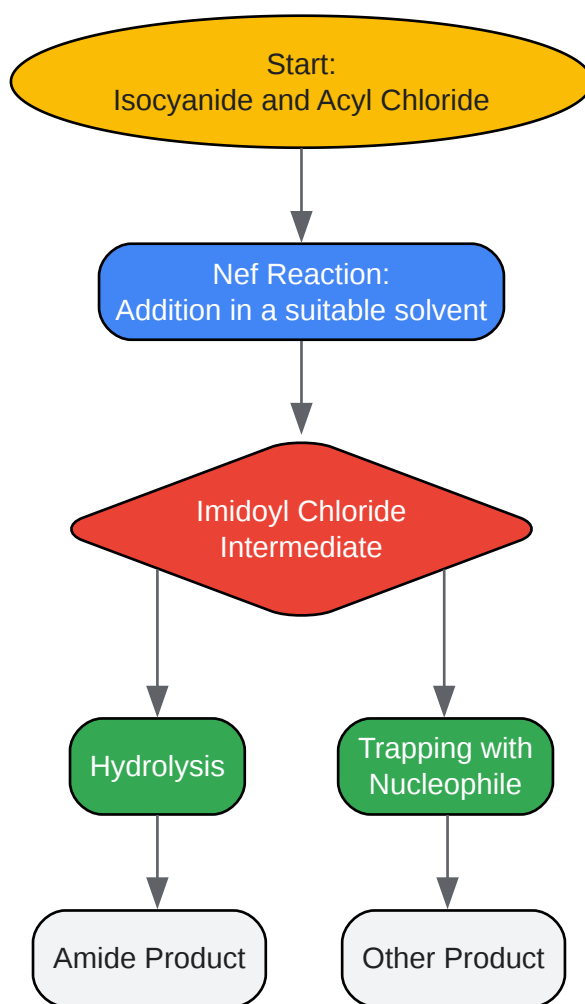 Start:
Isocyanide and Acyl Chloride
Nef Reaction:
Addition in a suitable solvent
Imidoyl Chloride
Intermediate
Hydrolysis
Trapping with
Nucleophile
Amide Product
Other Product